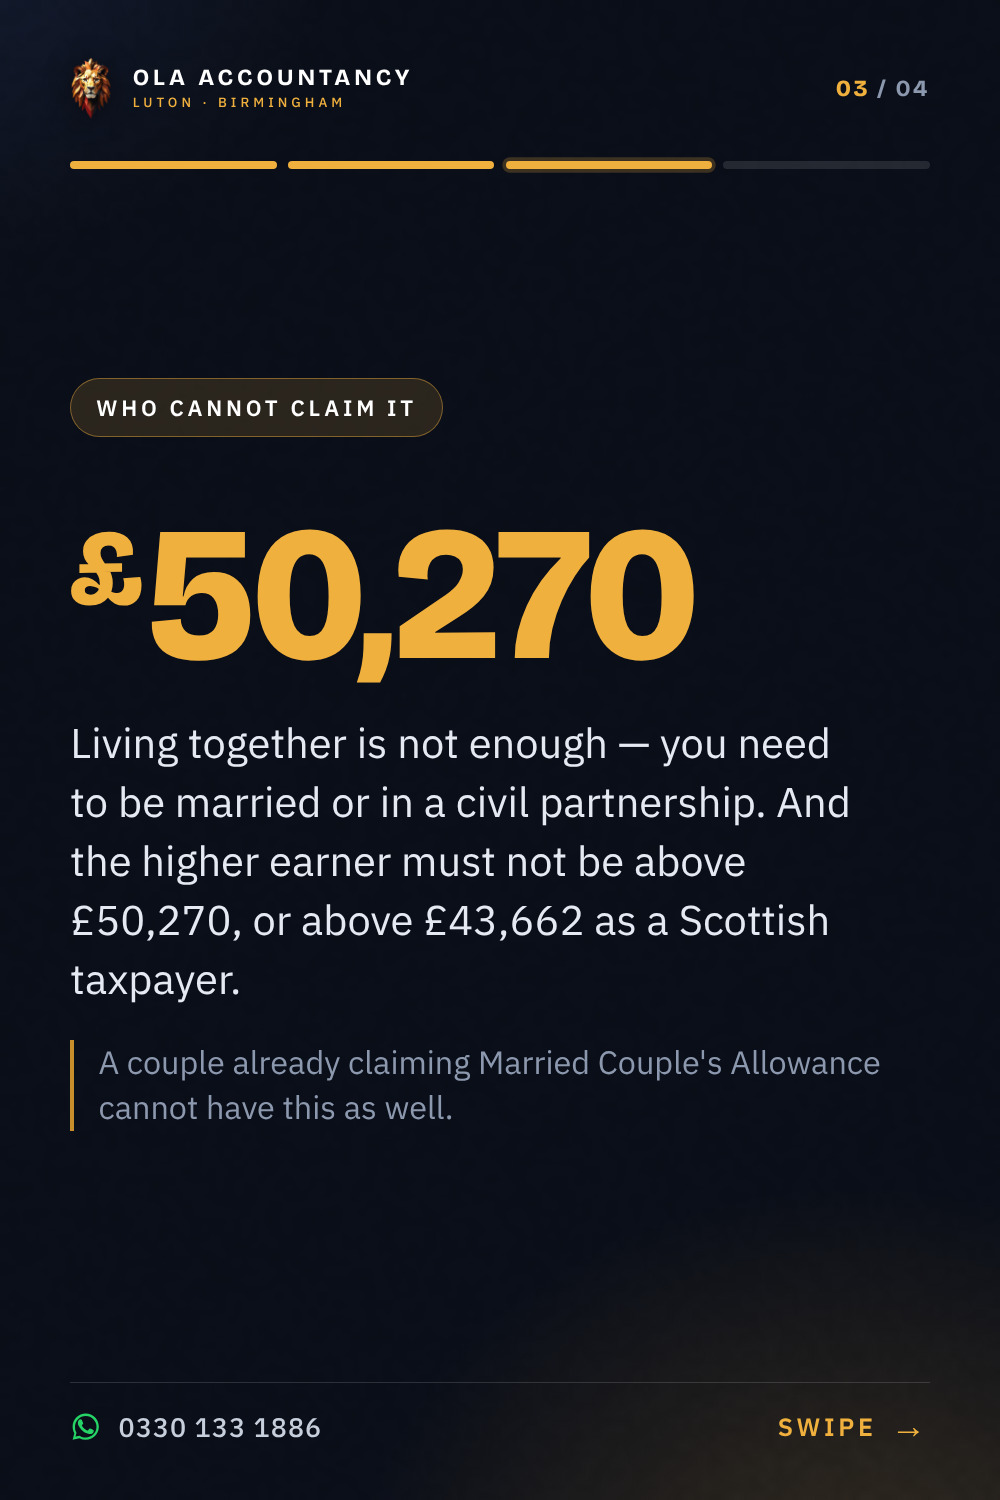 OLA ACCOUNTANCY
LUTON · BIRMINGHAM
03 / 04
WHO CANNOT CLAIM IT
£50,270
Living together is not enough — you need
to be married or in a civil partnership. And
the higher earner must not be above
£50,270, or above £43,662 as a Scottish
taxpayer.
A couple already claiming Married Couple's Allowance
cannot have this as well.
0330 133 1886
SWIPE →